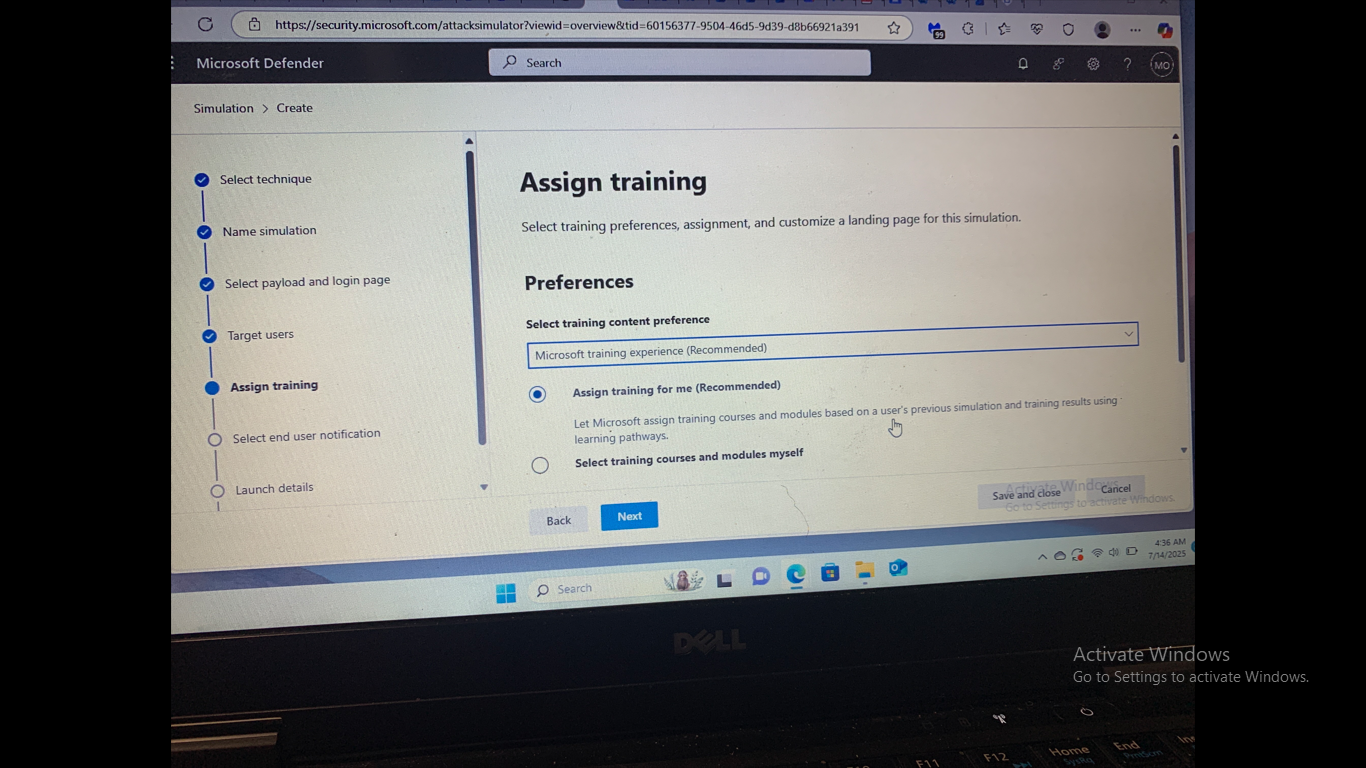 https://security.microsoft.com/attacksimulator?viewid=overview&tid=60156377-9504-46d5-9d39-d8b66921a391
99
Microsoft Defender
Search
?
MO
Simulation > Create
Select technique
Name simulation
Select payload and login page
Target users
Assign training
Select end user notification
Launch details
Assign training
Select training preferences, assignment, and customize a landing page for this simulation.
Preferences
Select training content preference
Microsoft training experience (Recommended)
Assign training for me (Recommended)
Let Microsoft assign training courses and modules based on a user's previous simulation and training results using
learning pathways.
Select training courses and modules myself
Back
Next
Save and close
Cancel
Activate Windows
Go to Settings to activate Windows.
Search
4:36 AM
7/14/2025
DELL
Activate Windows
Go to Settings to activate Windows.
F11
F12
Home
SysRq
End
PrntScrn